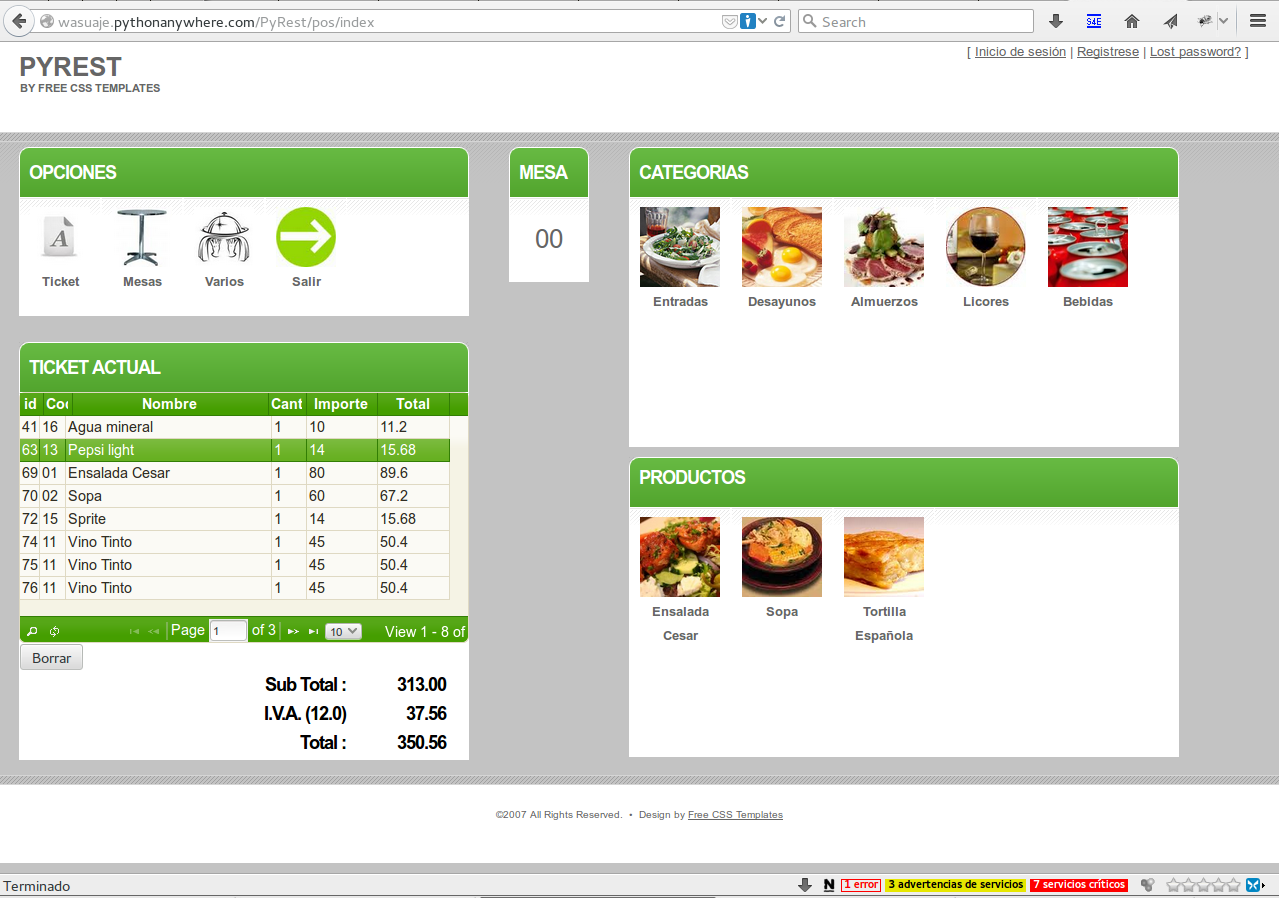 wasuaje.pythonanywhere.com/PyRest/pos/index
Search
S4E
[ Inicio de sesión | Registrese | Lost password? ]
PYREST
BY FREE CSS TEMPLATES
OPCIONES
Ticket Mesas Varios Salir
MESA
00
CATEGORIAS
Entradas Desayunos Almuerzos Licores Bebidas
TICKET ACTUAL
id Coc Nombre Cant Importe Total
41 16 Agua mineral 1 10 11.2
63 13 Pepsi light 1 14 15.68
69 01 Ensalada Cesar 1 80 89.6
70 02 Sopa 1 60 67.2
72 15 Sprite 1 14 15.68
74 11 Vino Tinto 1 45 50.4
75 11 Vino Tinto 1 45 50.4
76 11 Vino Tinto 1 45 50.4
Page 1 of 3 10 View 1 - 8 of
Borrar
Sub Total : 313.00
I.V.A. (12.0) 37.56
Total : 350.56
PRODUCTOS
Ensalada Cesar
Sopa
Tortilla Española
©2007 All Rights Reserved. • Design by Free CSS Templates
Terminado
N 1 error 3 advertencias de servicios 7 servicios críticos